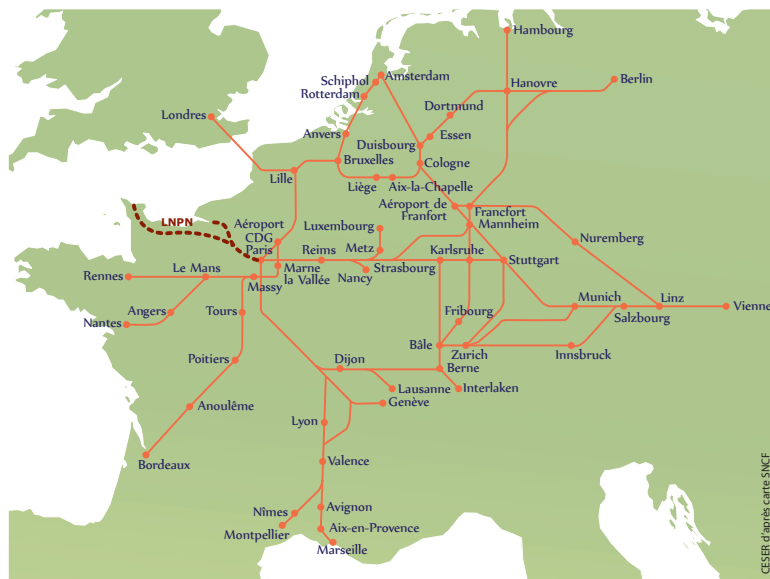 Hambourg
Hanovre
Berlin
Schiphol
Amsterdam
Rotterdam
Dortmund
Londres
Anvers
Essen
Duisbourg
Bruxelles
Cologne
Lille
Liège
Aix-la-Chapelle
Aéroport de
Franfort
Francfort
LNPN
Aéroport
CDG
Paris
Luxembourg
Mannheim
Nuremberg
Reims
Metz
Karlsruhe
Stuttgart
Rennes
Le Mans
Marne
la Vallée
Nancy
Strasbourg
Massy
Angers
Tours
Fribourg
Munich
Linz
Vienne
Salzbourg
Nantes
Bâle
Zurich
Innsbruck
Poitiers
Dijon
Berne
Lausanne
Interlaken
Genève
Anoulême
Lyon
Bordeaux
Valence
Nîmes
Avignon
Montpellier
Aix-en-Provence
Marseille
CESER d'après carte SNCF